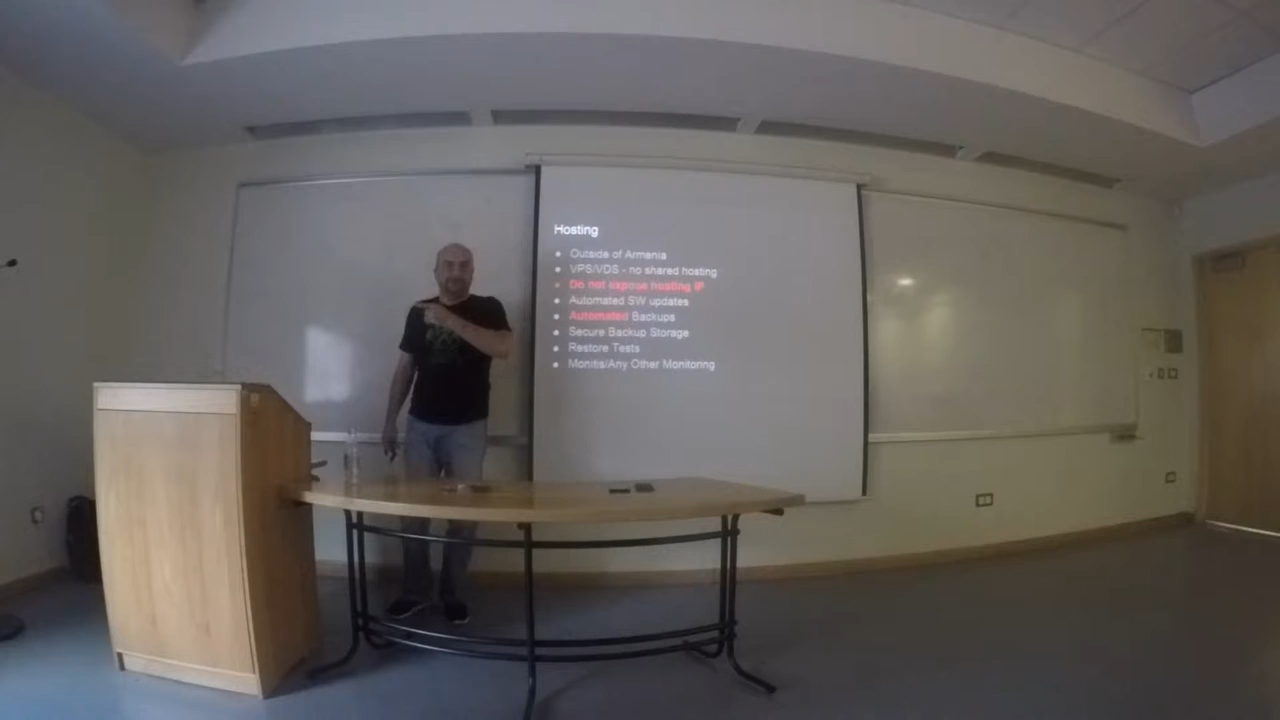 Hosting
● Outside of Armenia
● VPS/VDS - no shared hosting
● Do not expose hosting IP
● Automated SW updates
● Automated Backups
● Secure Backup Storage
● Restore Tests
● Monitis/Any Other Monitoring